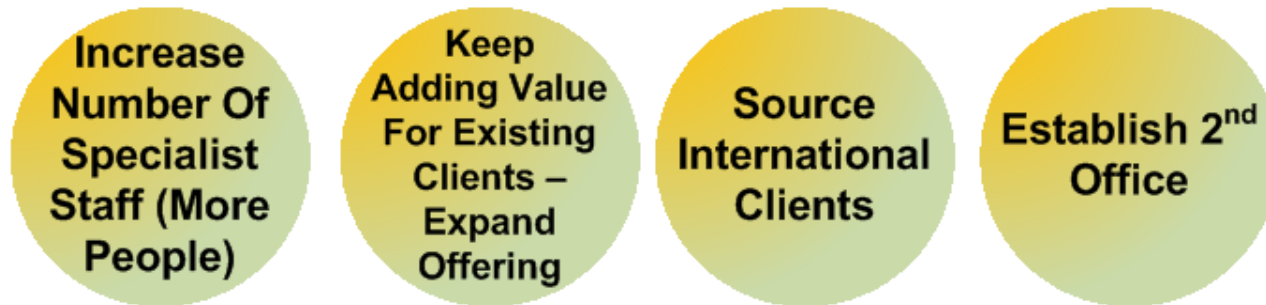 Increase
Number Of
Specialist
Staff (More
People)
Keep
Adding Value
For Existing
Clients –
Expand
Offering
Source
International
Clients
Establish 2nd
Office